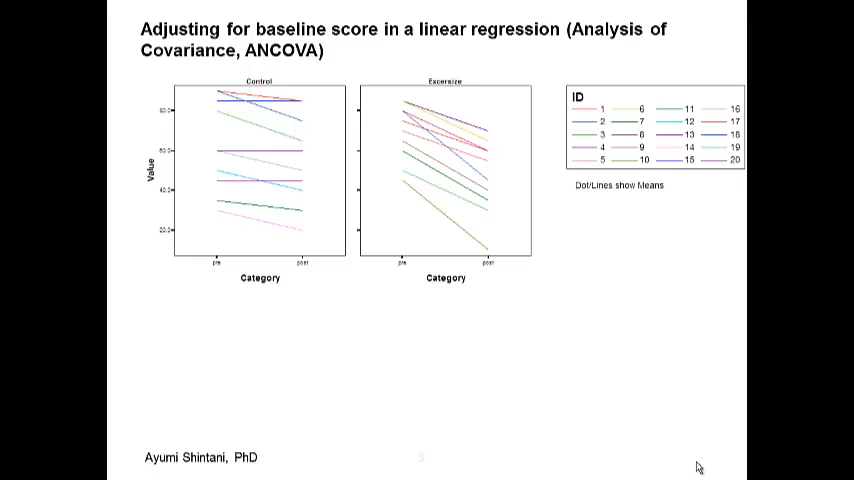 Adjusting for baseline score in a linear regression (Analysis of
Covariance, ANCOVA)
Control
Excersize
Value
80.0
60.0
40.0
20.0
pre
post
pre
post
Category
Category
ID
1 6 11 16
2 7 12 17
3 8 13 18
4 9 14 19
5 10 15 20
Dot/Lines show Means
Ayumi Shintani, PhD
3